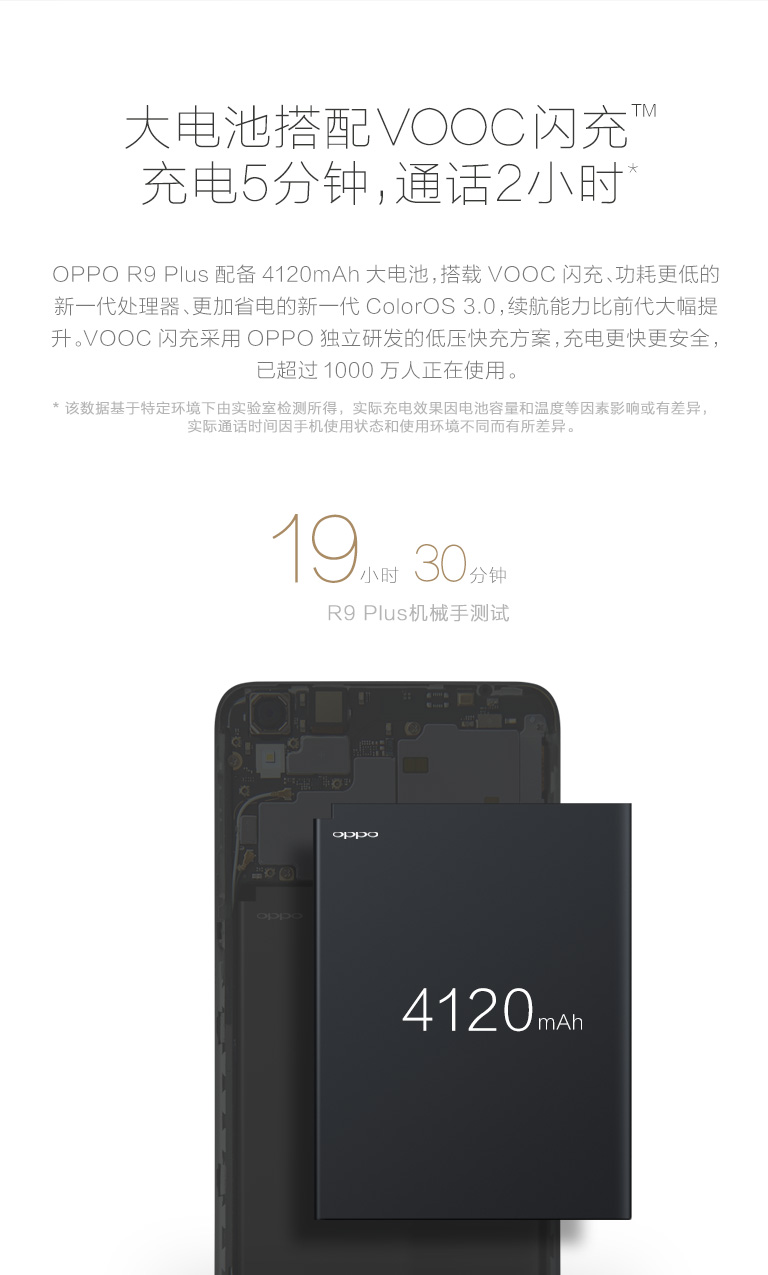 大电池搭配VOOC闪充™
充电5分钟,通话2小时*
OPPO R9 Plus 配备 4120mAh 大电池,搭载 VOOC 闪充、功耗更低的
新一代处理器、更加省电的新一代 ColorOS 3.0,续航能力比前代大幅提
升。VOOC 闪充采用 OPPO 独立研发的低压快充方案,充电更快更安全,
已超过 1000 万人正在使用。
* 该数据基于特定环境下由实验室检测所得，实际充电效果因电池容量和温度等因素影响或有差异，
实际通话时间因手机使用状态和使用环境不同而有所差异。
19小时 30分钟
R9 Plus机械手测试
oppo
oppo
4120mAh